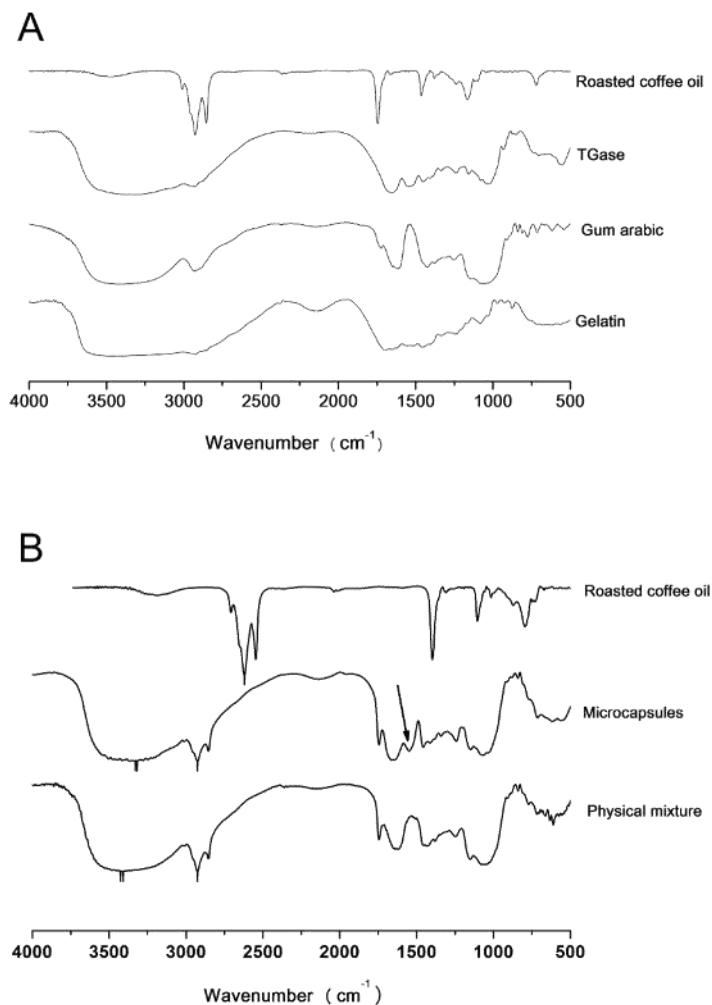 A
Roasted coffee oil
TGase
Gum arabic
Gelatin
4000 3500 3000 2500 2000 1500 1000 500
Wavenumber (cm⁻¹)
B
Roasted coffee oil
Microcapsules
Physical mixture
4000 3500 3000 2500 2000 1500 1000 500
Wavenumber (cm⁻¹)